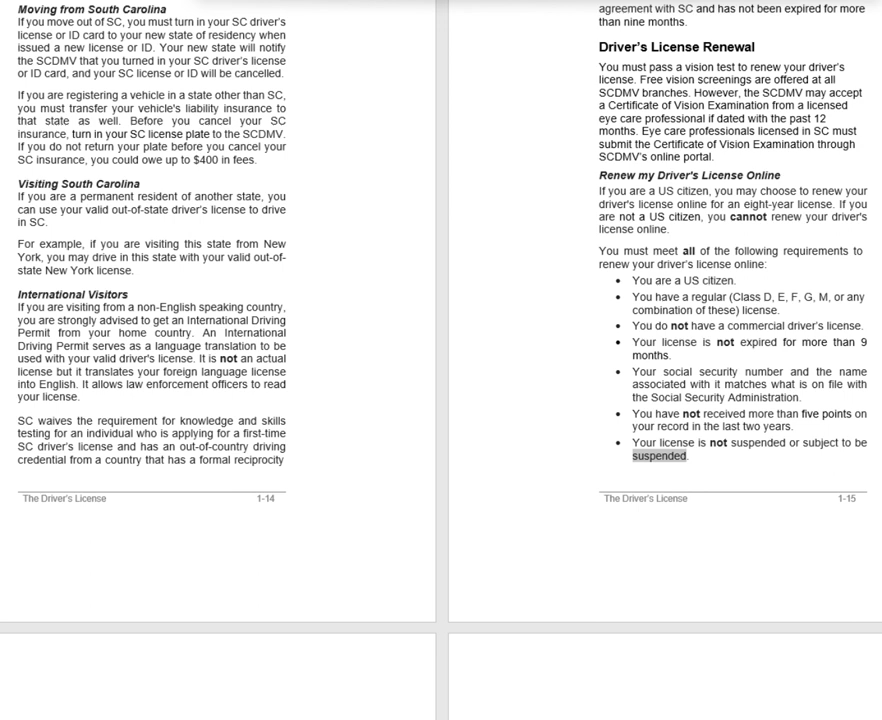 Moving from South Carolina
If you move out of SC, you must turn in your SC driver's
license or ID card to your new state of residency when
issued a new license or ID. Your new state will notify
the SCDMV that you turned in your SC driver's license
or ID card, and your SC license or ID will be cancelled.
If you are registering a vehicle in a state other than SC,
you must transfer your vehicle's liability insurance to
that state as well. Before you cancel your SC
insurance, turn in your SC license plate to the SCDMV.
If you do not return your plate before you cancel your
SC insurance, you could owe up to $400 in fees.
Visiting South Carolina
If you are a permanent resident of another state, you
can use your valid out-of-state driver's license to drive
in SC.
For example, if you are visiting this state from New
York, you may drive in this state with your valid out-of-
state New York license.
International Visitors
If you are visiting from a non-English speaking country,
you are strongly advised to get an International Driving
Permit from your home country. An International
Driving Permit serves as a language translation to be
used with your valid driver's license. It is not an actual
license but it translates your foreign language license
into English. It allows law enforcement officers to read
your license.
SC waives the requirement for knowledge and skills
testing for an individual who is applying for a first-time
SC driver's license and has an out-of-country driving
credential from a country that has a formal reciprocity
The Driver's License 1-14
agreement with SC and has not been expired for more
than nine months.
Driver's License Renewal
You must pass a vision test to renew your driver's
license. Free vision screenings are offered at all
SCDMV branches. However, the SCDMV may accept
a Certificate of Vision Examination from a licensed
eye care professional if dated with the past 12
months. Eye care professionals licensed in SC must
submit the Certificate of Vision Examination through
SCDMV's online portal.
Renew my Driver's License Online
If you are a US citizen, you may choose to renew your
driver's license online for an eight-year license. If you
are not a US citizen, you cannot renew your driver's
license online.
You must meet all of the following requirements to
renew your driver's license online:
• You are a US citizen.
• You have a regular (Class D, E, F, G, M, or any
combination of these) license.
• You do not have a commercial driver's license.
• Your license is not expired for more than 9
months.
• Your social security number and the name
associated with it matches what is on file with
the Social Security Administration.
• You have not received more than five points on
your record in the last two years.
• Your license is not suspended or subject to be
suspended.
The Driver's License 1-15